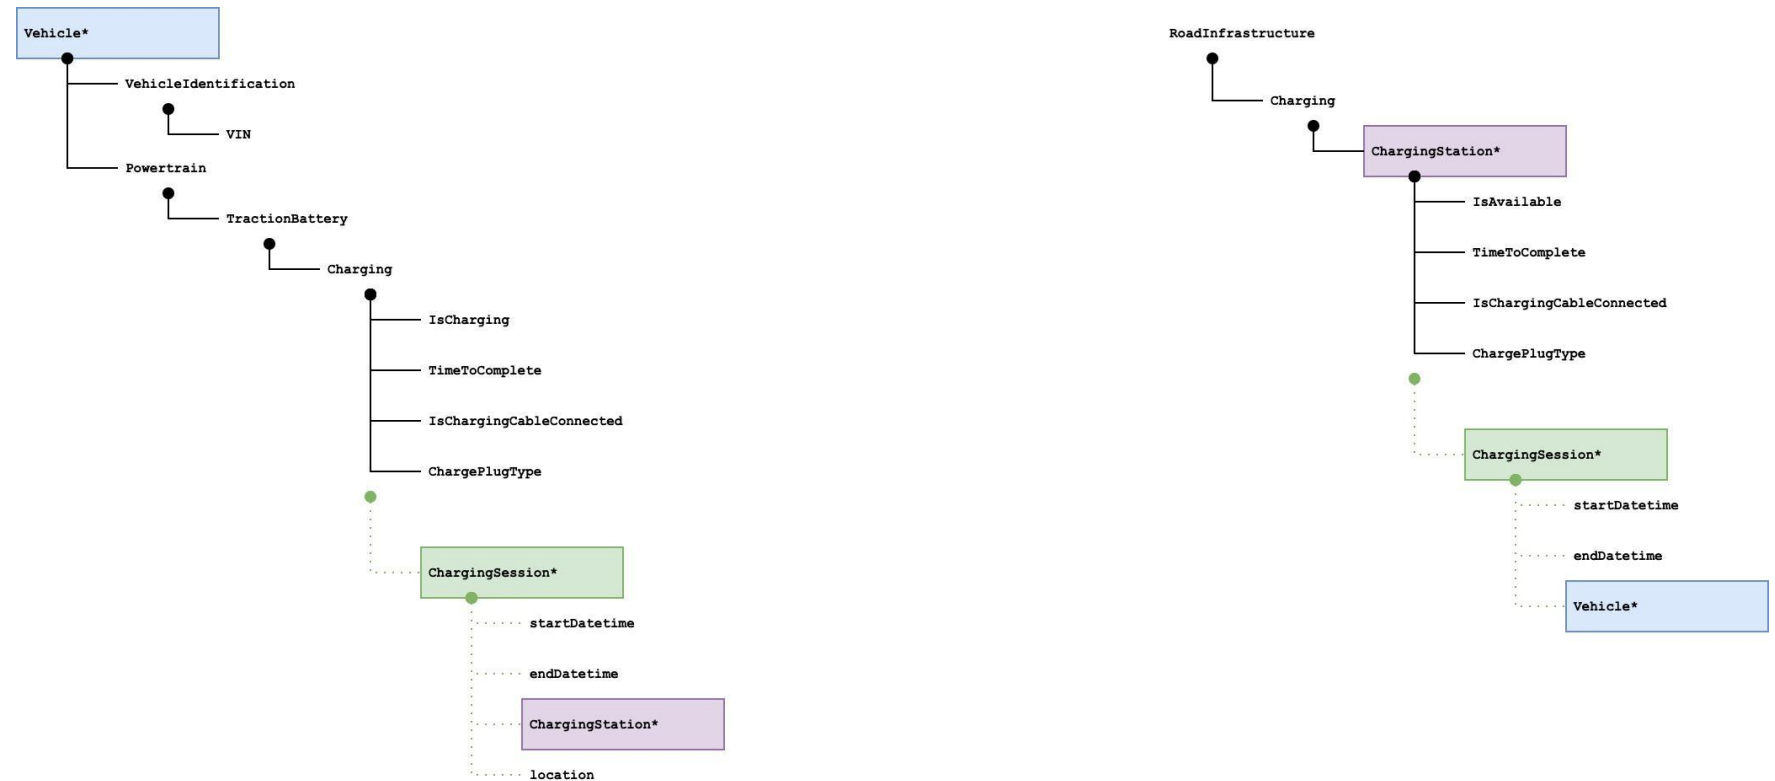 Vehicle*
VehicleIdentification
VIN
Powertrain
TractionBattery
Charging
IsCharging
TimeToComplete
IsChargingCableConnected
ChargePlugType
ChargingSession*
startDatetime
endDatetime
ChargingStation*
location
RoadInfrastructure
Charging
ChargingStation*
IsAvailable
TimeToComplete
IsChargingCableConnected
ChargePlugType
ChargingSession*
startDatetime
endDatetime
Vehicle*